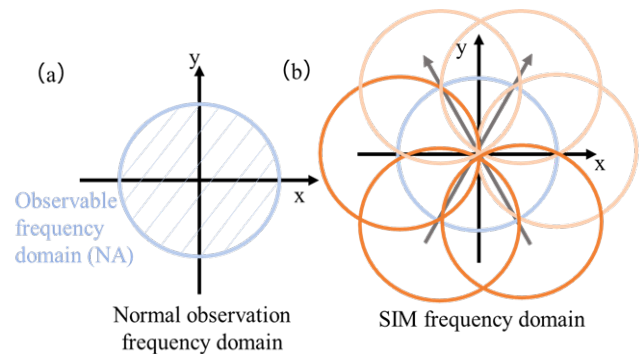 (a)
y
x
Observable
frequency
domain (NA)
Normal observation
frequency domain
(b)
y
x
SIM frequency domain